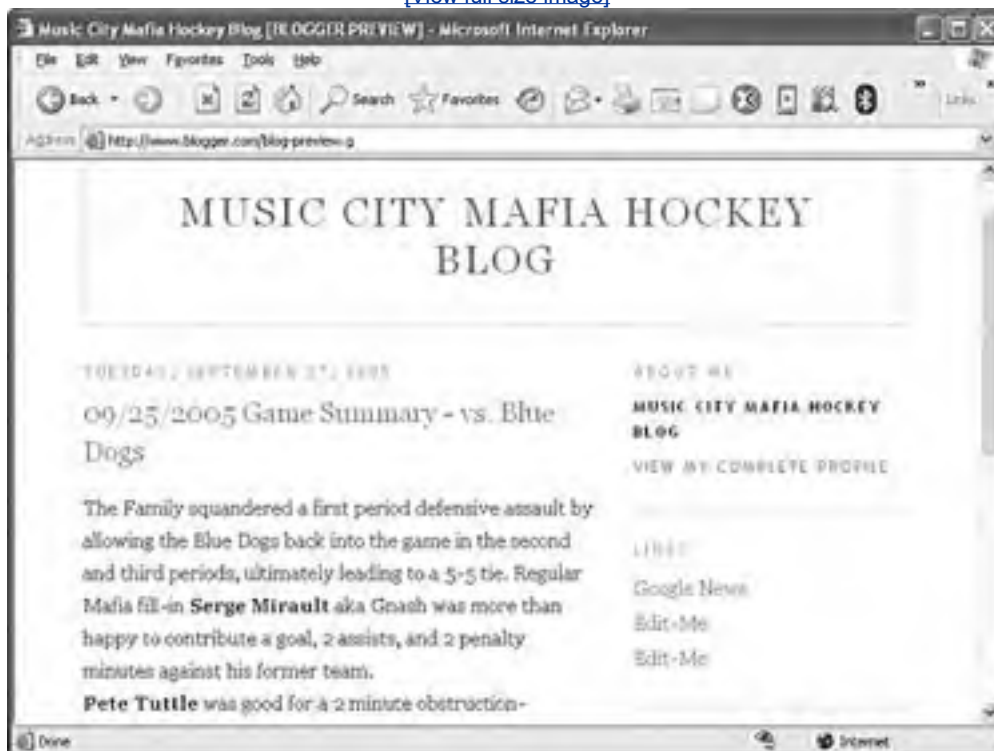 [View full size image]
Music City Mafia Hockey Blog [BLOGGER PREVIEW] - Microsoft Internet Explorer
File Edit View Favorites Tools Help
Back Search Favorites Links
Address http://www.blogger.com/blog-preview.g
MUSIC CITY MAFIA HOCKEY
BLOG
TUESDAY, SEPTEMBER 27, 2005
09/25/2005 Game Summary - vs. Blue
Dogs
The Family squandered a first period defensive assault by
allowing the Blue Dogs back into the game in the second
and third periods, ultimately leading to a 5-5 tie. Regular
Mafia fill-in Serge Mirault aka Gnash was more than
happy to contribute a goal, 2 assists, and 2 penalty
minutes against his former team.
Pete Tuttle was good for a 2 minute obstruction-
ABOUT ME
MUSIC CITY MAFIA HOCKEY
BLOG
VIEW MY COMPLETE PROFILE
LINKS
Google News
Edit-Me
Edit-Me
Done Internet